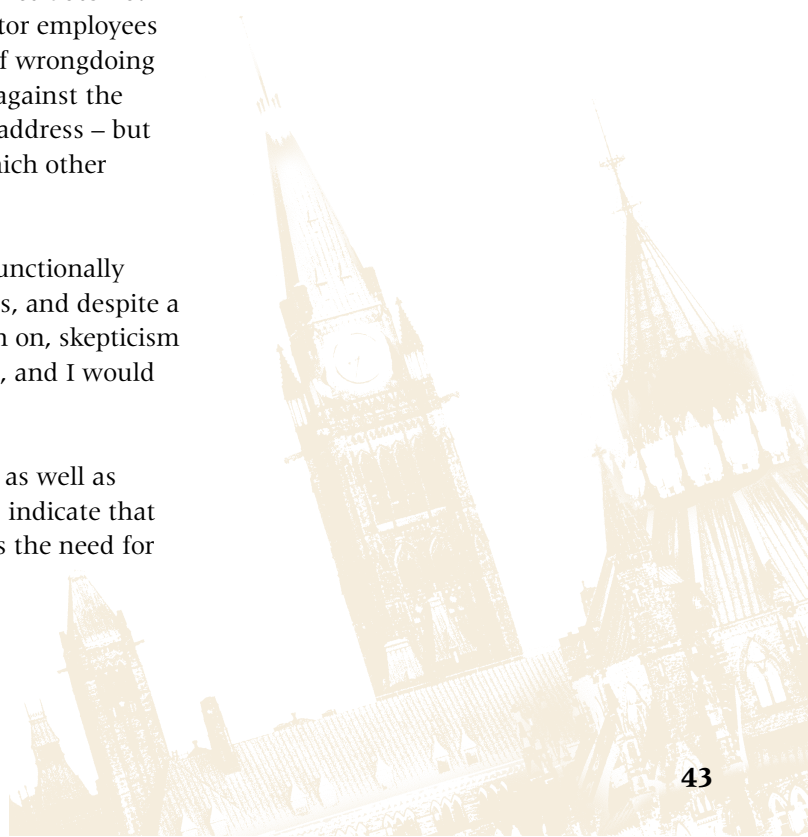 tor employees
f wrongdoing
against the
address – but
ich other
unctionally
s, and despite a
n on, skepticism
, and I would
as well as
indicate that
s the need for
43